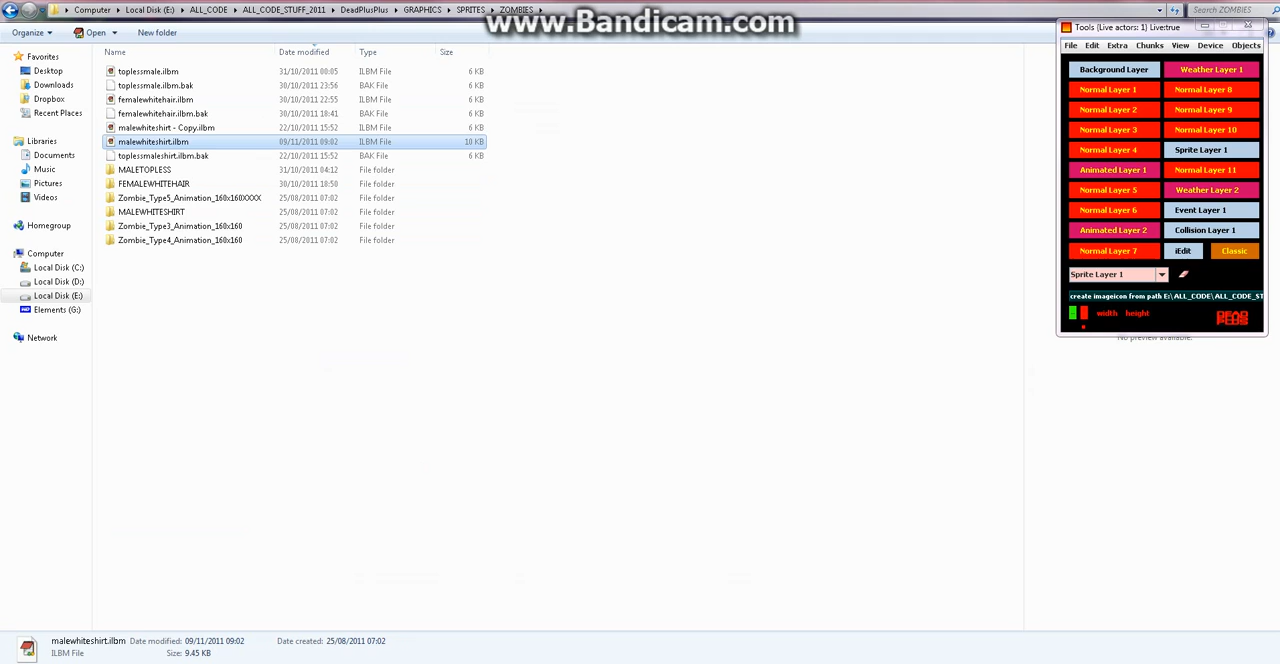 Computer Local Disk (E:) ALL_CODE ALL_CODE_STUFF_2011 DeadPlusPlus GRAPHICS SPRITES ZOMBIES Search ZOMBIES
www.Bandicam.com
Organize Open New folder
Name Date modified Type Size
Favorites
Desktop
Downloads
Dropbox
Recent Places
Libraries
Documents
Music
Pictures
Videos
Homegroup
Computer
Local Disk (C:)
Local Disk (D:)
Local Disk (E:)
Elements (G:)
Network
toplessmale.ilbm 31/10/2011 00:05 ILBM File 6 KB
toplessmale.ilbm.bak 30/10/2011 23:56 BAK File 6 KB
femalewhitehair.ilbm 30/10/2011 22:55 ILBM File 6 KB
femalewhitehair.ilbm.bak 30/10/2011 18:41 BAK File 6 KB
malewhiteshirt - Copy.ilbm 22/10/2011 15:52 ILBM File 6 KB
malewhiteshirt.ilbm 09/11/2011 09:02 ILBM File 10 KB
toplessmaleshirt.ilbm.bak 22/10/2011 15:52 BAK File 6 KB
MALETOPLESS 31/10/2011 04:12 File folder
FEMALEWHITEHAIR 30/10/2011 18:50 File folder
Zombie_Type5_Animation_160x160XXXX 25/08/2011 07:02 File folder
MALEWHITESHIRT 25/08/2011 07:02 File folder
Zombie_Type3_Animation_160x160 25/08/2011 07:02 File folder
Zombie_Type4_Animation_160x160 25/08/2011 07:02 File folder
Tools (Live actors: 1) Live:true
File Edit Extra Chunks View Device Objects
Background Layer Weather Layer 1
Normal Layer 1 Normal Layer 8
Normal Layer 2 Normal Layer 9
Normal Layer 3 Normal Layer 10
Normal Layer 4 Sprite Layer 1
Animated Layer 1 Normal Layer 11
Normal Layer 5 Weather Layer 2
Normal Layer 6 Event Layer 1
Animated Layer 2 Collision Layer 1
Normal Layer 7 iEdit Classic
Sprite Layer 1
create imageicon from path E:\ALL_CODE\ALL_CODE_ST
width height DEAD
No preview available.
malewhiteshirt.ilbm Date modified: 09/11/2011 09:02 Date created: 25/08/2011 07:02
ILBM File Size: 9.45 KB